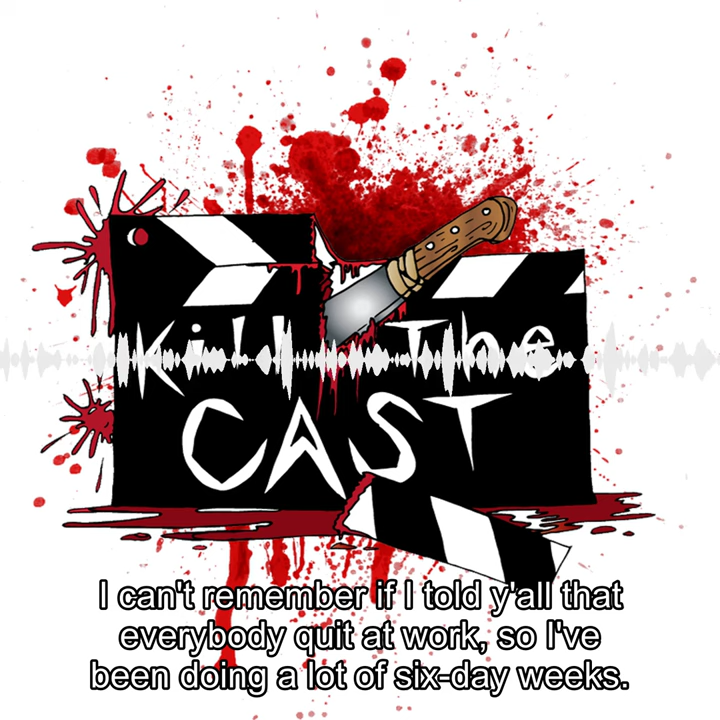 Kill The
CAST
I can't remember if I told y'all that
everybody quit at work, so I've
been doing a lot of six-day weeks.